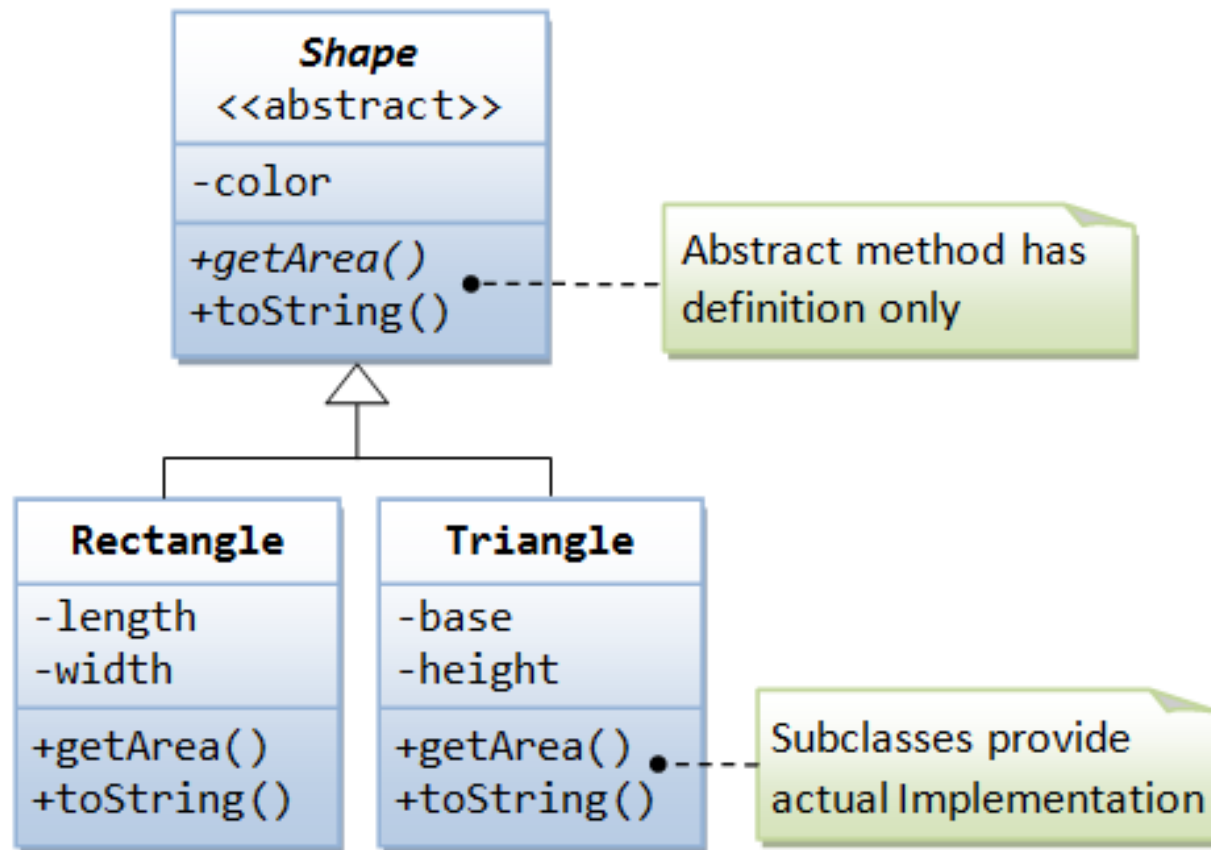 Shape
<<abstract>>
-color
+getArea()
+toString()
Abstract method has
definition only
Rectangle
-length
-width
+getArea()
+toString()
Triangle
-base
-height
+getArea()
+toString()
Subclasses provide
actual Implementation